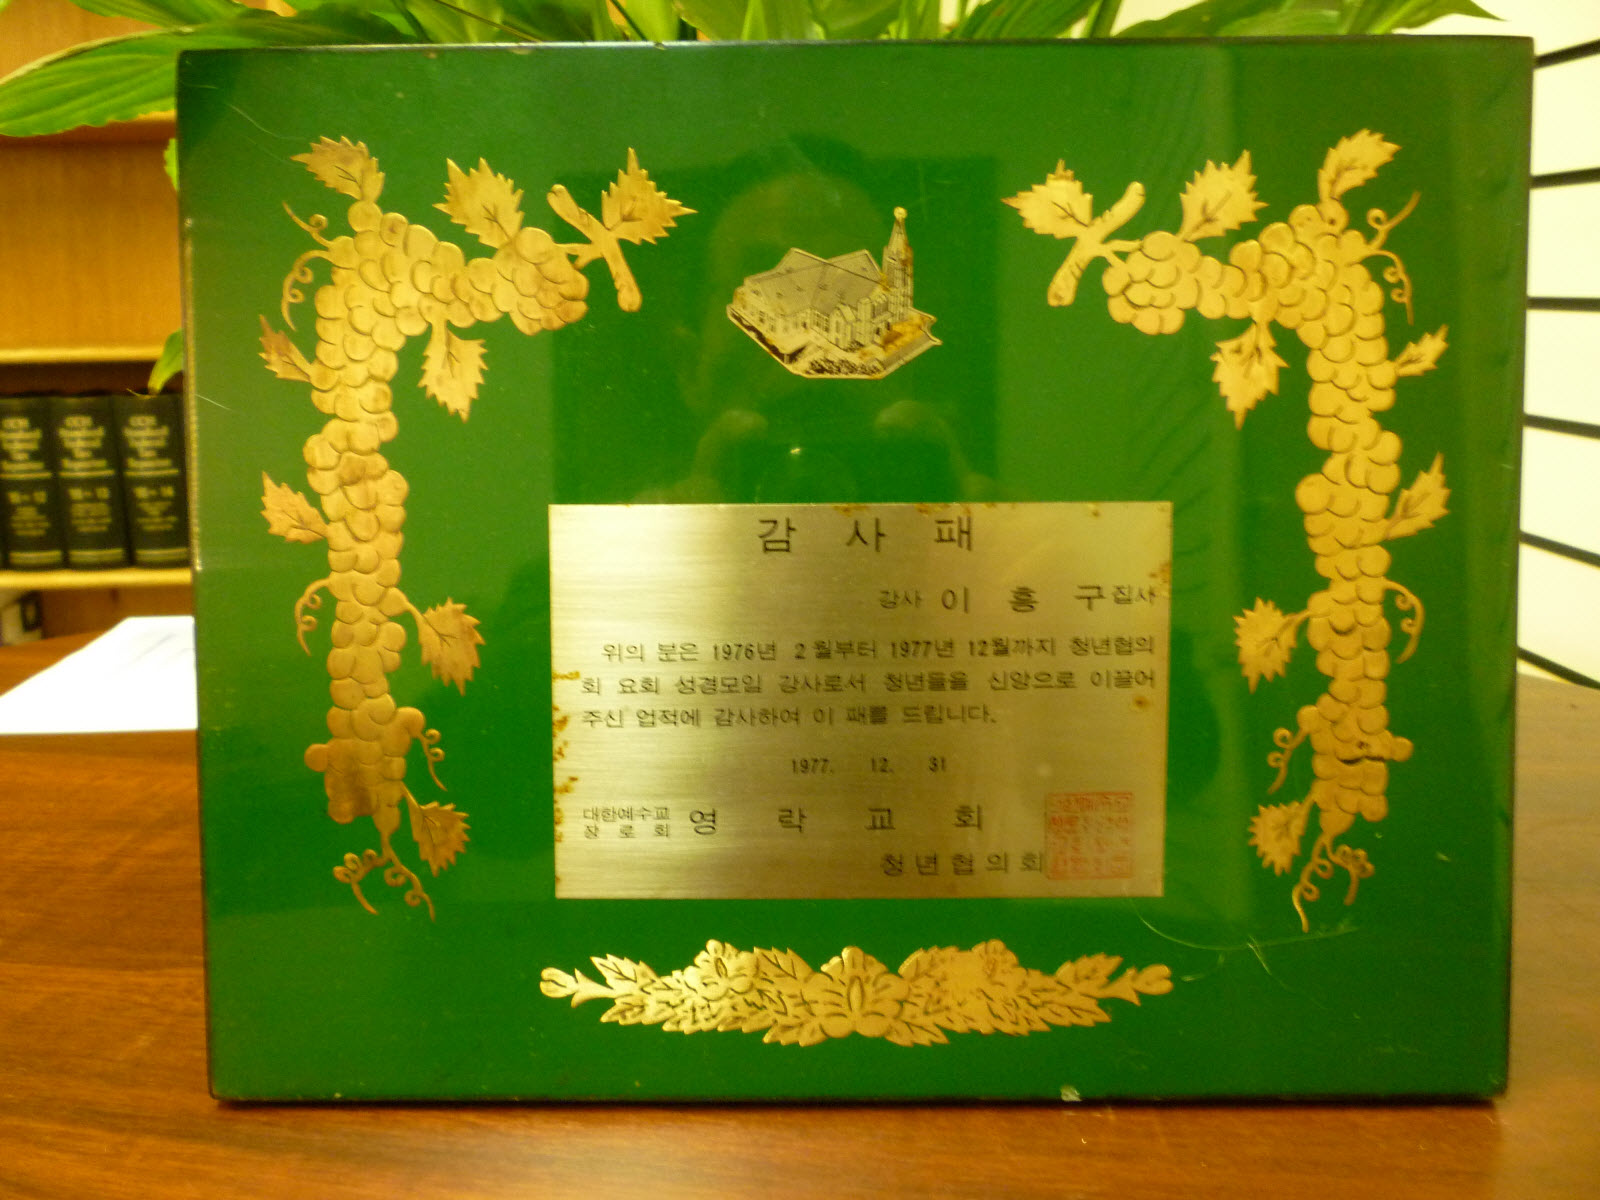 감 사 패
강사 이 흥 구 집사
위의 분은 1976년 2월부터 1977년 12월까지 청년협의
회 요회 성경모임 강사로서 청년들을 신앙으로 이끌어
주신 업적에 감사하여 이 패를 드립니다.
1977. 12. 31
대한예수교
장 로 회 영 락 교 회
청년협의회
CCH
CCH
CCH